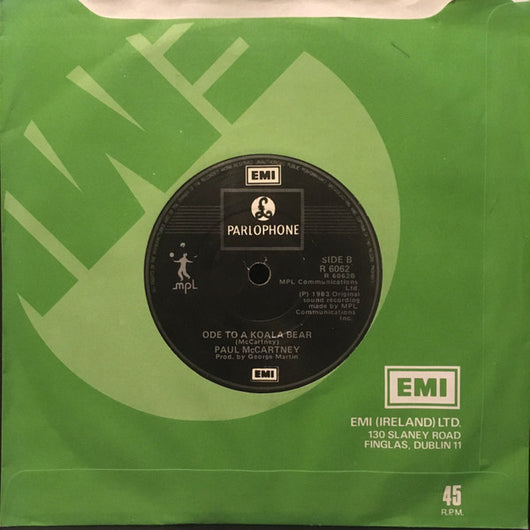 EMI
EMI
£
PARLOPHONE
mpl
SIDE B
R 6062
R 6062B
MPL Communications
Ltd.
(P) 1983 Original
sound recording
made by MPL
Communications
Inc.
ODE TO A KOALA BEAR
(McCartney)
PAUL McCARTNEY
Prod. by George Martin
EMI
EMI (IRELAND) LTD.
130 SLANEY ROAD
FINGLAS, DUBLIN 11
45
R.P.M.